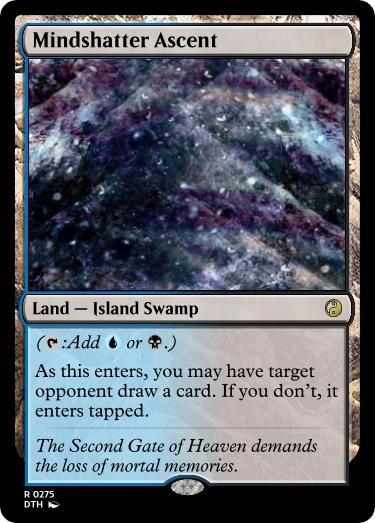 Mindshatter Ascent
Land — Island Swamp
(:Add or .)
As this enters, you may have target
opponent draw a card. If you don't, it
enters tapped.
The Second Gate of Heaven demands
the loss of mortal memories.
R 0275
DTH